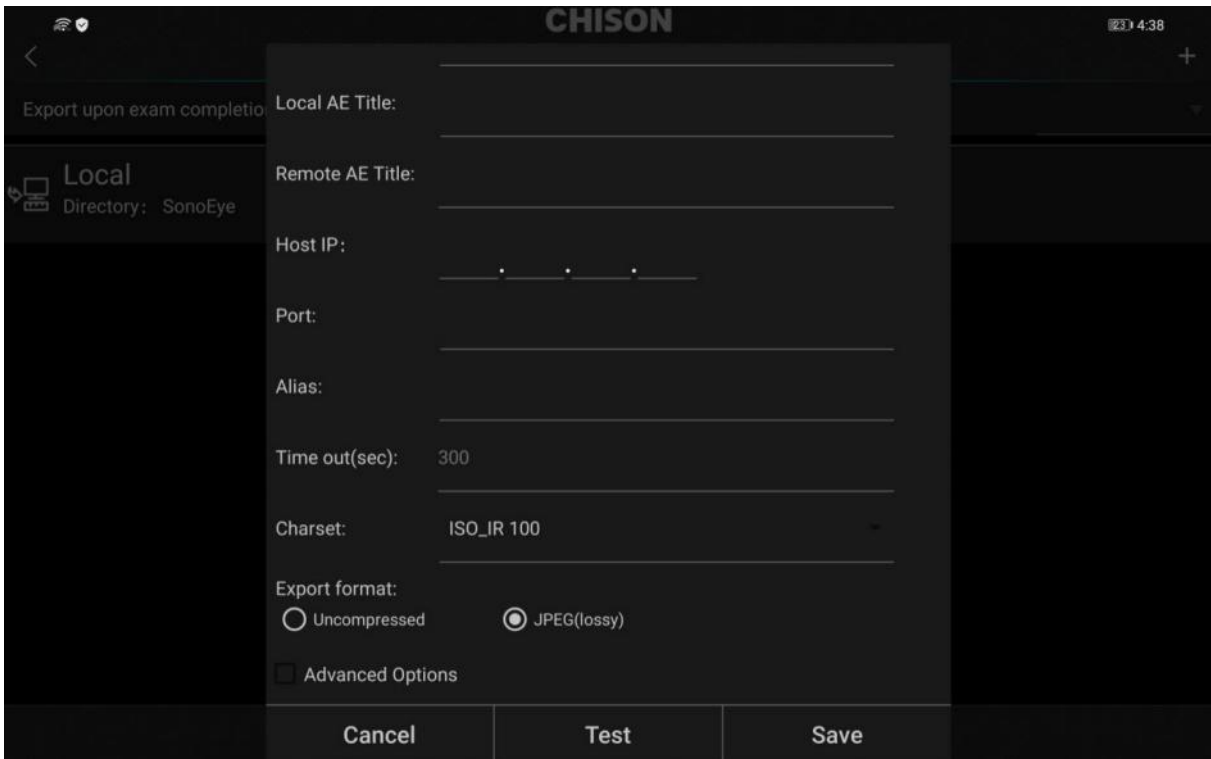 CHISON
23 4:38
Export upon exam completio
Local
Directory: SonoEye
Local AE Title:
Remote AE Title:
Host IP:
. . .
Port:
Alias:
Time out(sec): 300
Charset: ISO_IR 100
Export format:
Uncompressed JPEG(lossy)
Advanced Options
Cancel Test Save